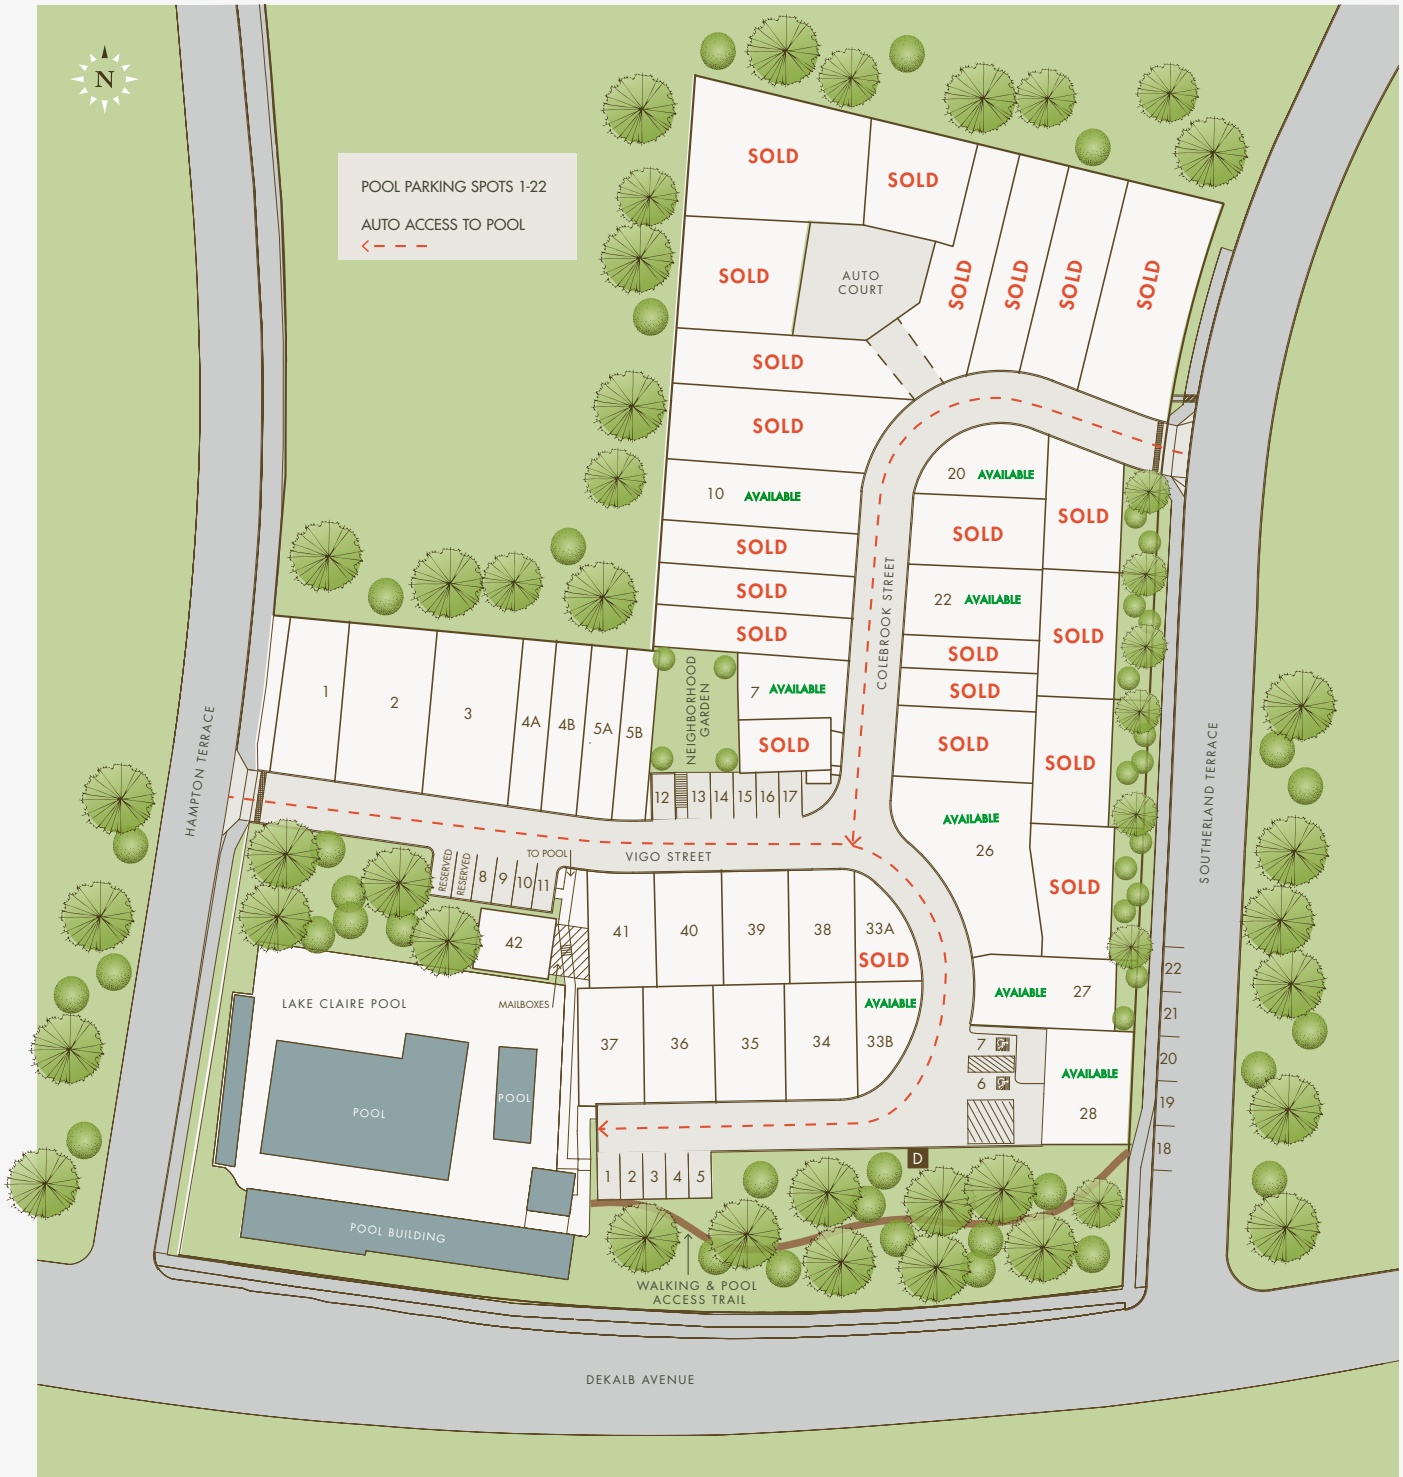 N
POOL PARKING SPOTS 1-22
AUTO ACCESS TO POOL
SOLD
SOLD
SOLD
AUTO
COURT
SOLD
SOLD
SOLD
SOLD
SOLD
SOLD
10 AVAILABLE
SOLD
SOLD
SOLD
7 AVAILABLE
SOLD
NEIGHBORHOOD
GARDEN
COLEBROOK STREET
20 AVAILABLE
SOLD
22 AVAILABLE
SOLD
SOLD
SOLD
AVAILABLE
26
SOLD
SOLD
SOLD
SOLD
HAMPTON TERRACE
SOUTHERLAND TERRACE
1
2
3
4A
4B
5A
5B
12
13
14
15
16
17
VIGO STREET
TO POOL
RESERVED
RESERVED
8
9
10
11
42
MAILBOXES
41
40
39
38
33A
SOLD
37
36
35
34
AVAIABLE
33B
AVAIABLE 27
7
6
AVAILABLE
28
22
21
20
19
18
LAKE CLAIRE POOL
POOL
POOL
POOL BUILDING
1
2
3
4
5
D
WALKING & POOL
ACCESS TRAIL
DEKALB AVENUE